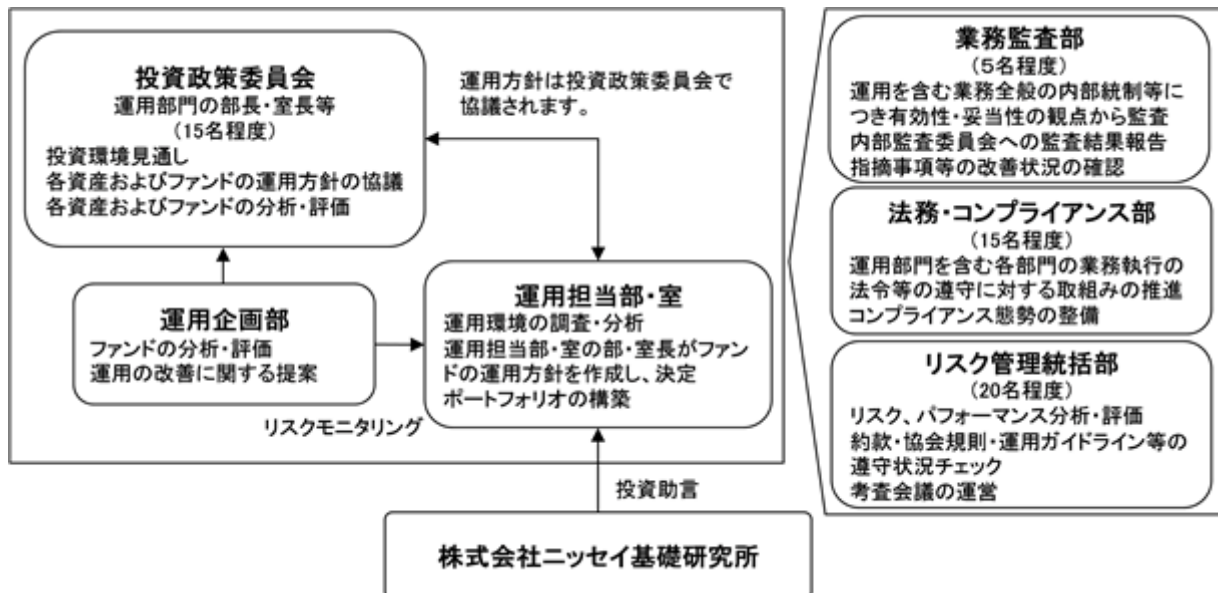 投資政策委員会
運用部門の部長・室長等
(15名程度)
投資環境見通し
各資産およびファンドの運用方針の協議
各資産およびファンドの分析・評価
運用方針は投資政策委員会で
協議されます。
運用企画部
ファンドの分析・評価
運用の改善に関する提案
リスクモニタリング
運用担当部・室
運用環境の調査・分析
運用担当部・室の部・室長がファン
ドの運用方針を作成し、決定
ポートフォリオの構築
投資助言
株式会社ニッセイ基礎研究所
業務監査部
(5名程度)
運用を含む業務全般の内部統制等に
つき有効性・妥当性の観点から監査
内部監査委員会への監査結果報告
指摘事項等の改善状況の確認
法務・コンプライアンス部
(15名程度)
運用部門を含む各部門の業務執行の
法令等の遵守に対する取組みの推進
コンプライアンス態勢の整備
リスク管理統括部
(20名程度)
リスク、パフォーマンス分析・評価
約款・協会規則・運用ガイドライン等の
遵守状況チェック
考査会議の運営